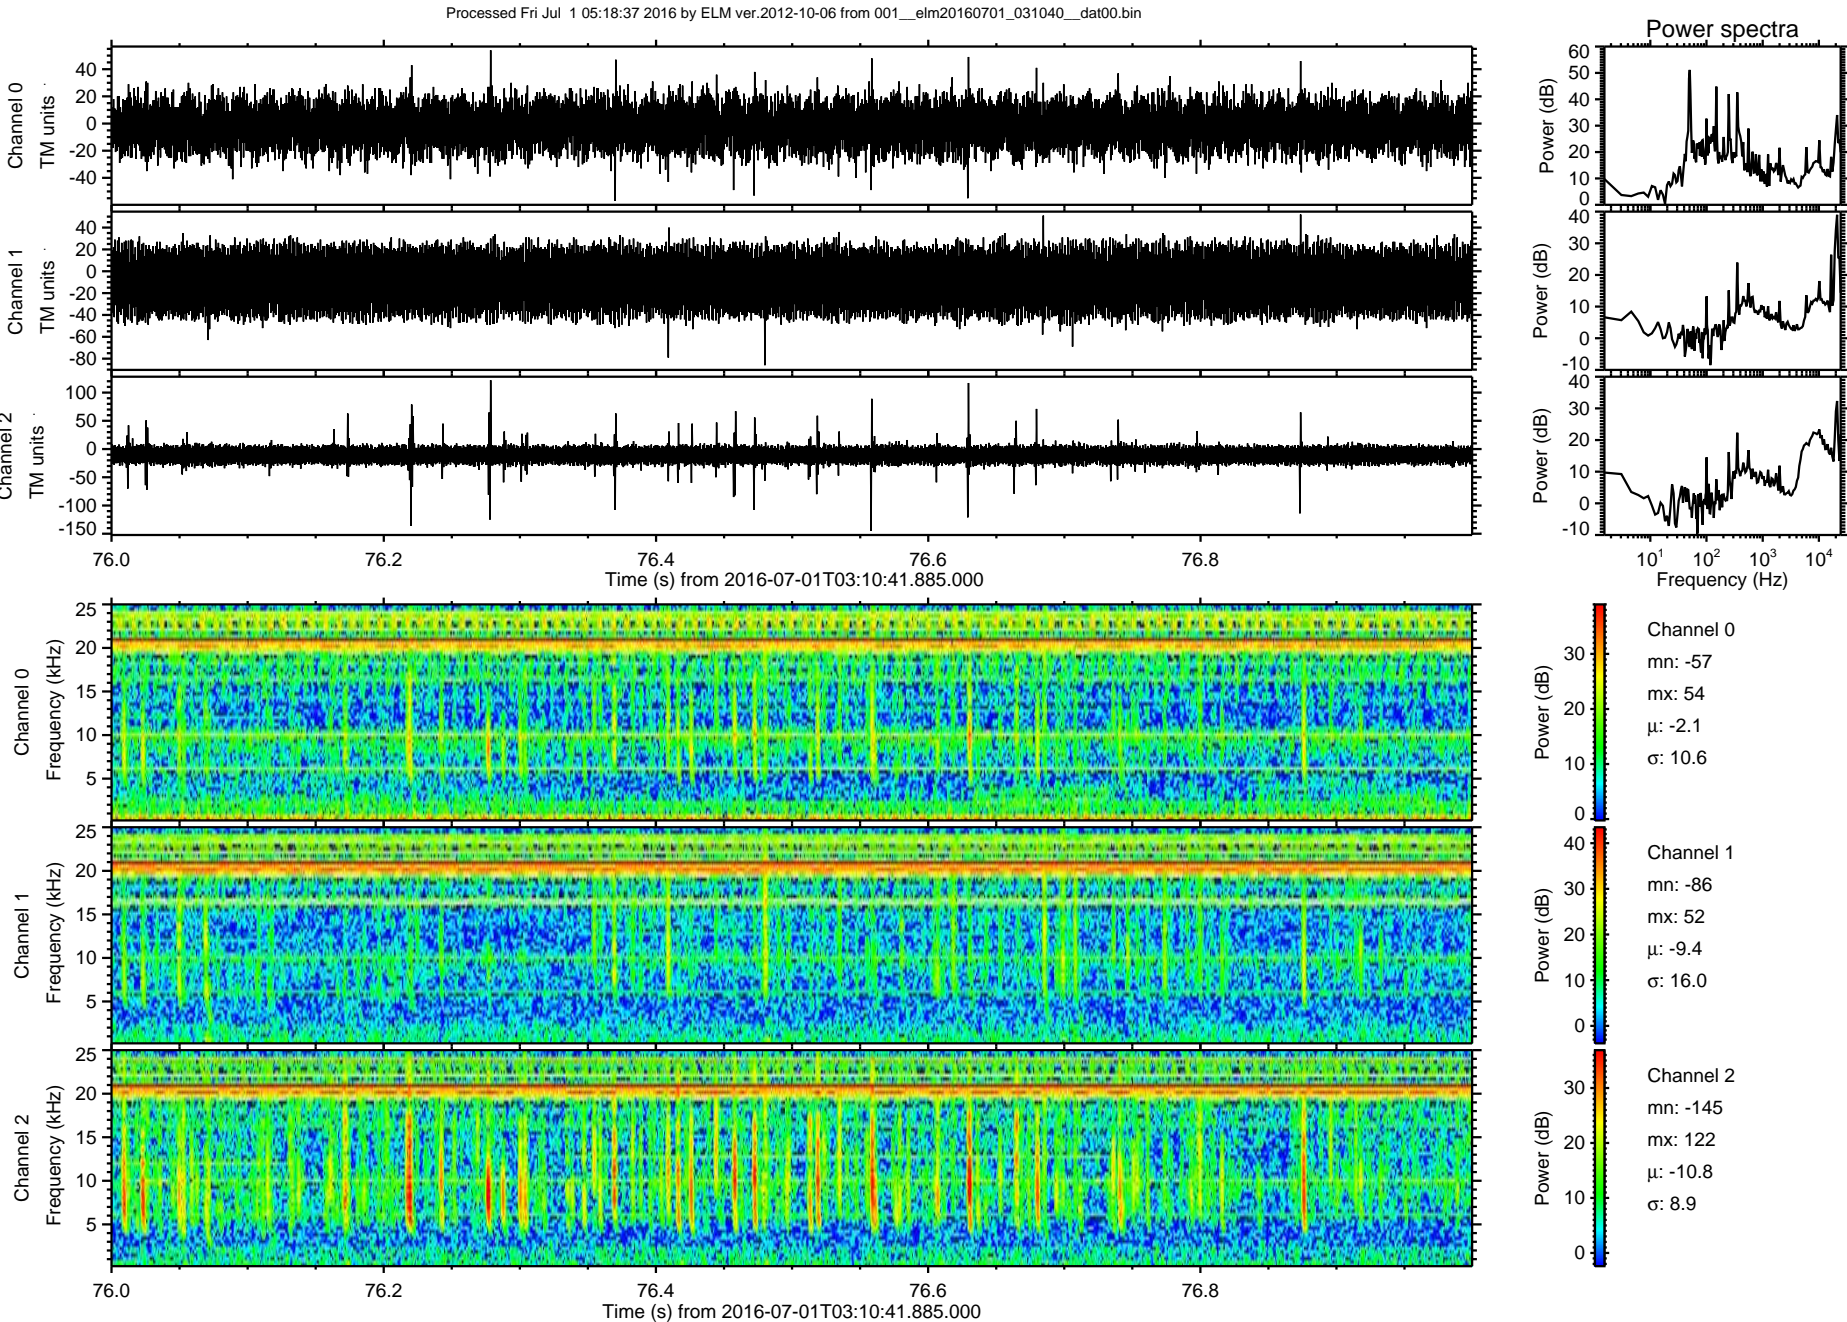 Processed Fri Jul  1 05:18:37 2016 by ELM ver.2012-10-06 from 001__elm20160701_031040__dat00.bin
Power spectra
Channel 0
TM units
40
20
0
-20
-40
Power (dB)
60
50
40
30
20
10
0
Channel 1
TM units
40
20
0
-20
-40
-60
-80
Power (dB)
40
30
20
10
0
-10
Channel 2
TM units
100
50
0
-50
-100
-150
Power (dB)
40
30
20
10
0
-10
76.0 76.2 76.4 76.6 76.8
Time (s) from 2016-07-01T03:10:41.885.000
10^1 10^2 10^3 10^4
Frequency (Hz)
Channel 0
Frequency (kHz)
25
20
15
10
5
Power (dB)
30
20
10
0
Channel 0
mn: -57
mx: 54
μ: -2.1
σ: 10.6
Channel 1
Frequency (kHz)
25
20
15
10
5
Power (dB)
40
30
20
10
0
Channel 1
mn: -86
mx: 52
μ: -9.4
σ: 16.0
Channel 2
Frequency (kHz)
25
20
15
10
5
Power (dB)
30
20
10
0
Channel 2
mn: -145
mx: 122
μ: -10.8
σ: 8.9
76.0 76.2 76.4 76.6 76.8
Time (s) from 2016-07-01T03:10:41.885.000